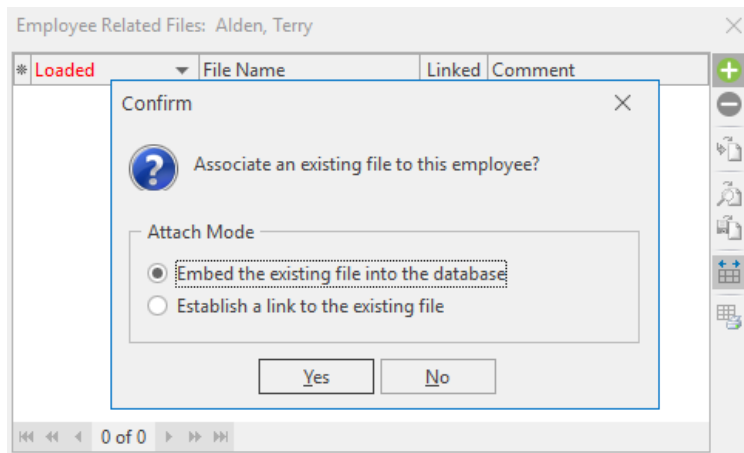 Employee Related Files: Alden, Terry
Loaded File Name Linked Comment
Confirm
Associate an existing file to this employee?
Attach Mode
Embed the existing file into the database
Establish a link to the existing file
Yes No
0 of 0